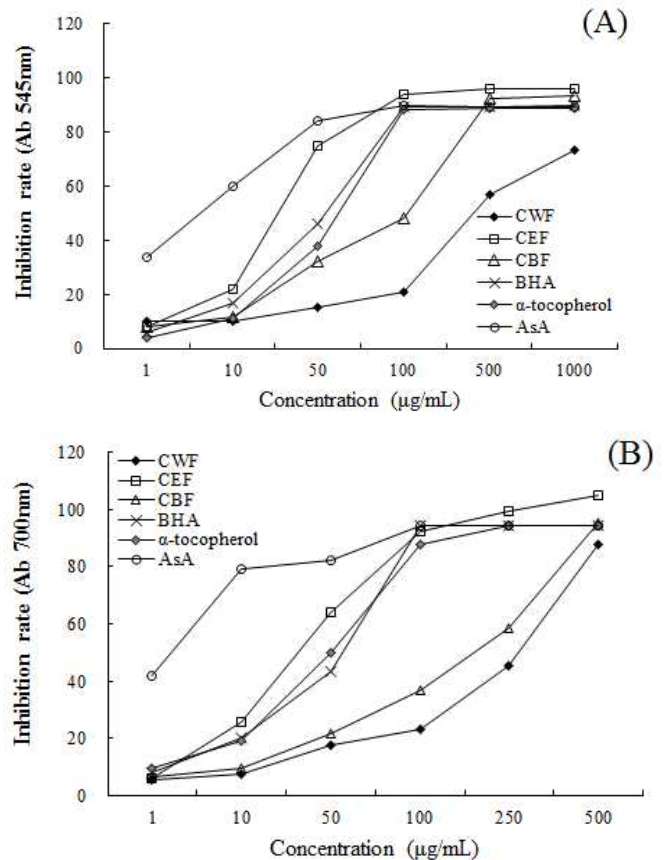 (A)
Inhibition rate (Ab 545nm)
120
100
80
60
40
20
0
CWF
CEF
CBF
BHA
α-tocopherol
AsA
1 10 50 100 500 1000
Concentration (µg/mL)
(B)
Inhibition rate (Ab 700nm)
120
100
80
60
40
20
0
CWF
CEF
CBF
BHA
α-tocopherol
AsA
1 10 50 100 250 500
Concentration (µg/mL)